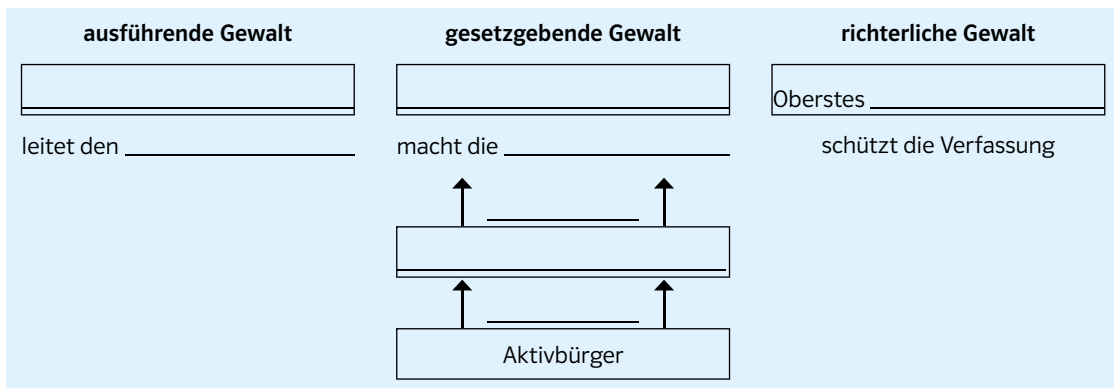 ausführende Gewalt
gesetzgebende Gewalt
richterliche Gewalt
Oberstes
leitet den
macht die
schützt die Verfassung
Aktivbürger